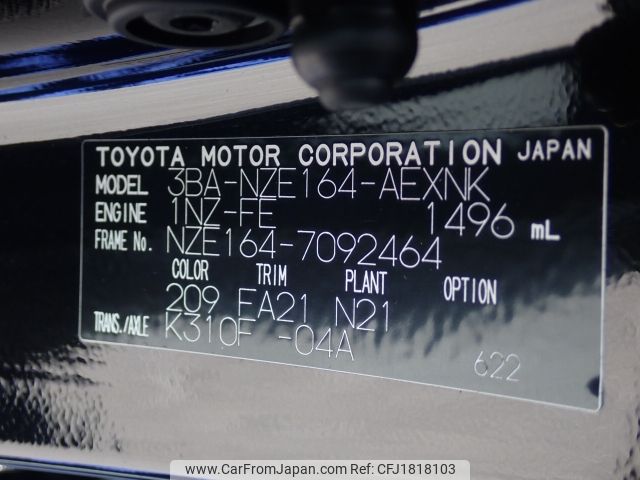 TOYOTA MOTOR CORPORATION JAPAN
MODEL 3BA-NZE164-AEXNK
ENGINE 1NZ-FE 1496 mL
FRAME No. NZE164-7092464
COLOR TRIM PLANT OPTION
209 FA21 N21
TRANS./AXLE K310F -04A
622
www.CarFromJapan.com Ref:CFJ1818103